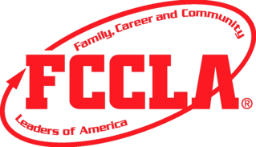 Family, Career and Community
FCCLA®
Leaders of America